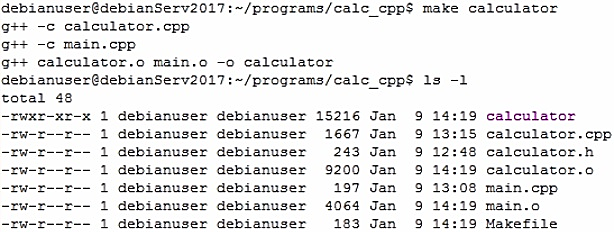 debianuser@debianServ2017:~/programs/calc_cpp$ make calculator
g++ -c calculator.cpp
g++ -c main.cpp
g++ calculator.o main.o -o calculator
debianuser@debianServ2017:~/programs/calc_cpp$ ls -l
total 48
-rwxr-xr-x 1 debianuser debianuser 15216 Jan  9 14:19 calculator
-rw-r--r-- 1 debianuser debianuser  1667 Jan  9 13:15 calculator.cpp
-rw-r--r-- 1 debianuser debianuser   243 Jan  9 12:48 calculator.h
-rw-r--r-- 1 debianuser debianuser  9200 Jan  9 14:19 calculator.o
-rw-r--r-- 1 debianuser debianuser   197 Jan  9 13:08 main.cpp
-rw-r--r-- 1 debianuser debianuser  4064 Jan  9 14:19 main.o
-rw-r--r-- 1 debianuser debianuser   183 Jan  9 14:19 Makefile